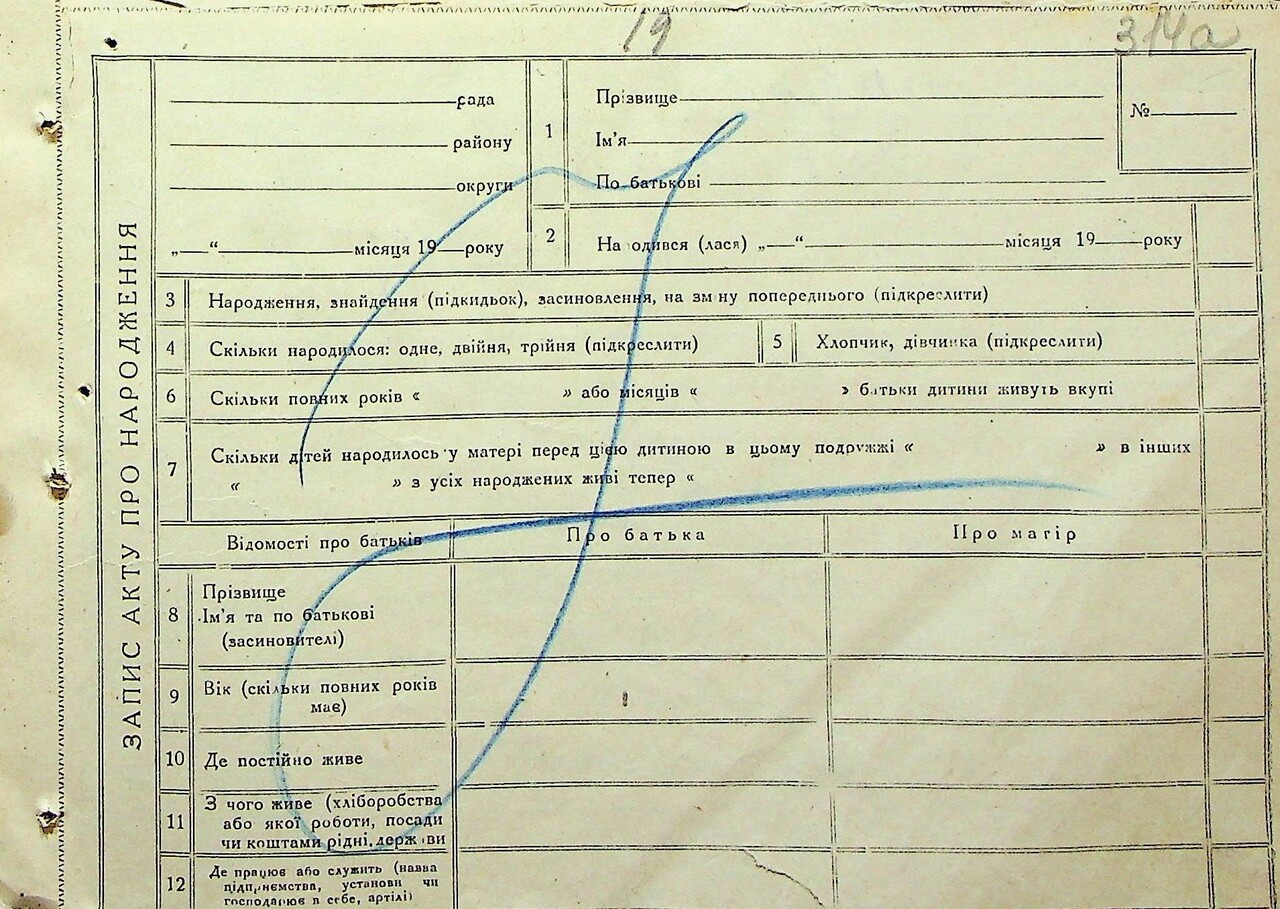 19
314а
ЗАПИС АКТУ ПРО НАРОДЖЕННЯ
рада
району
округи
„ “ місяця 19 року
1
Прізвище
Ім'я
По батькові
№
2
Народився (лася) „ “ місяця 19 року
3 Народження, знайдення (підкидьок), засиновлення, на зміну попереднього (підкреслити)
4 Скільки народилося: одне, двійня, трійня (підкреслити)
5 Хлопчик, дівчинка (підкреслити)
6 Скільки повних років « » або місяців « » батьки дитини живуть вкупі
7 Скільки дітей народилось у матері перед цією дитиною в цьому подружжі « » в інших
« » з усіх народжених живі тепер «
Відомості про батьків
Про батька
Про матір
8 Прізвище
Ім'я та по батькові
(засиновителі)
9 Вік (скільки повних років
має)
10 Де постійно живе
11 З чого живе (хліборобства
або якої роботи, посади
чи коштами рідні, держави
12 Де працює або служить (назва
підприємства, установи чи
господарює в себе, артілі)